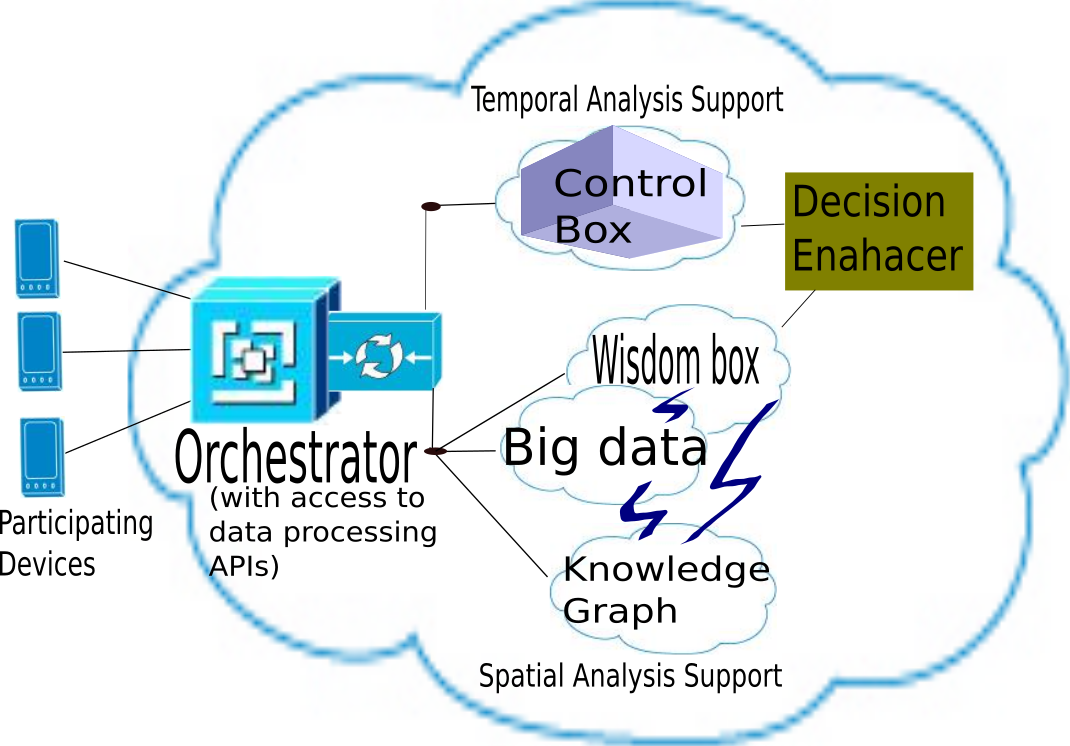 Temporal Analysis Support
Control
Box
Decision
Enahacer
Wisdom box
Big data
Orchestrator
(with access to
data processing
APIs)
Participating
Devices
Knowledge
Graph
Spatial Analysis Support